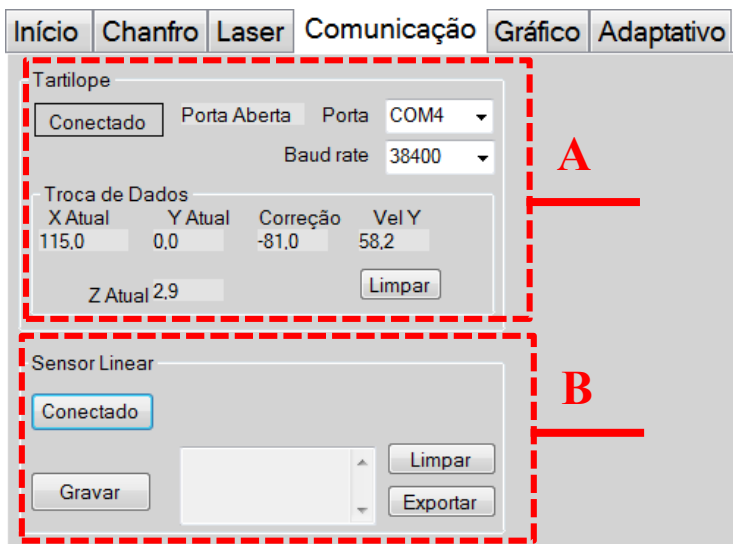 Início Chanfro Laser Comunicação Gráfico Adaptativo
Tartilope
Conectado Porta Aberta Porta COM4
Baud rate 38400
A
Troca de Dados
X Atual Y Atual Correção Vel Y
115,0 0,0 -81,0 58,2
Z Atual 2,9 Limpar
Sensor Linear
B
Conectado
Limpar
Gravar
Exportar